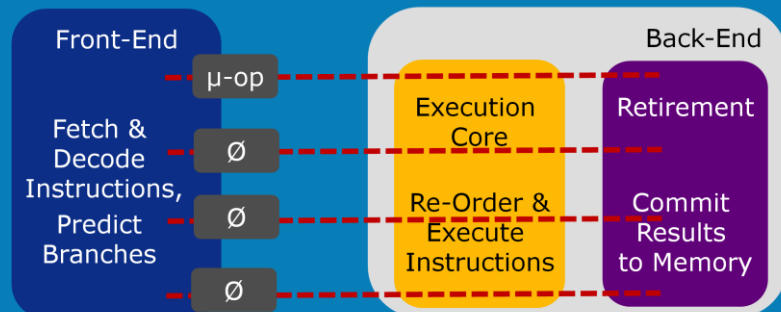 Front-End
Back-End
μ-op
Execution
Core
Retirement
Fetch &
Decode
Instructions,
Predict
Branches
Ø
Ø
Ø
Re-Order &
Execute
Instructions
Commit
Results
to Memory